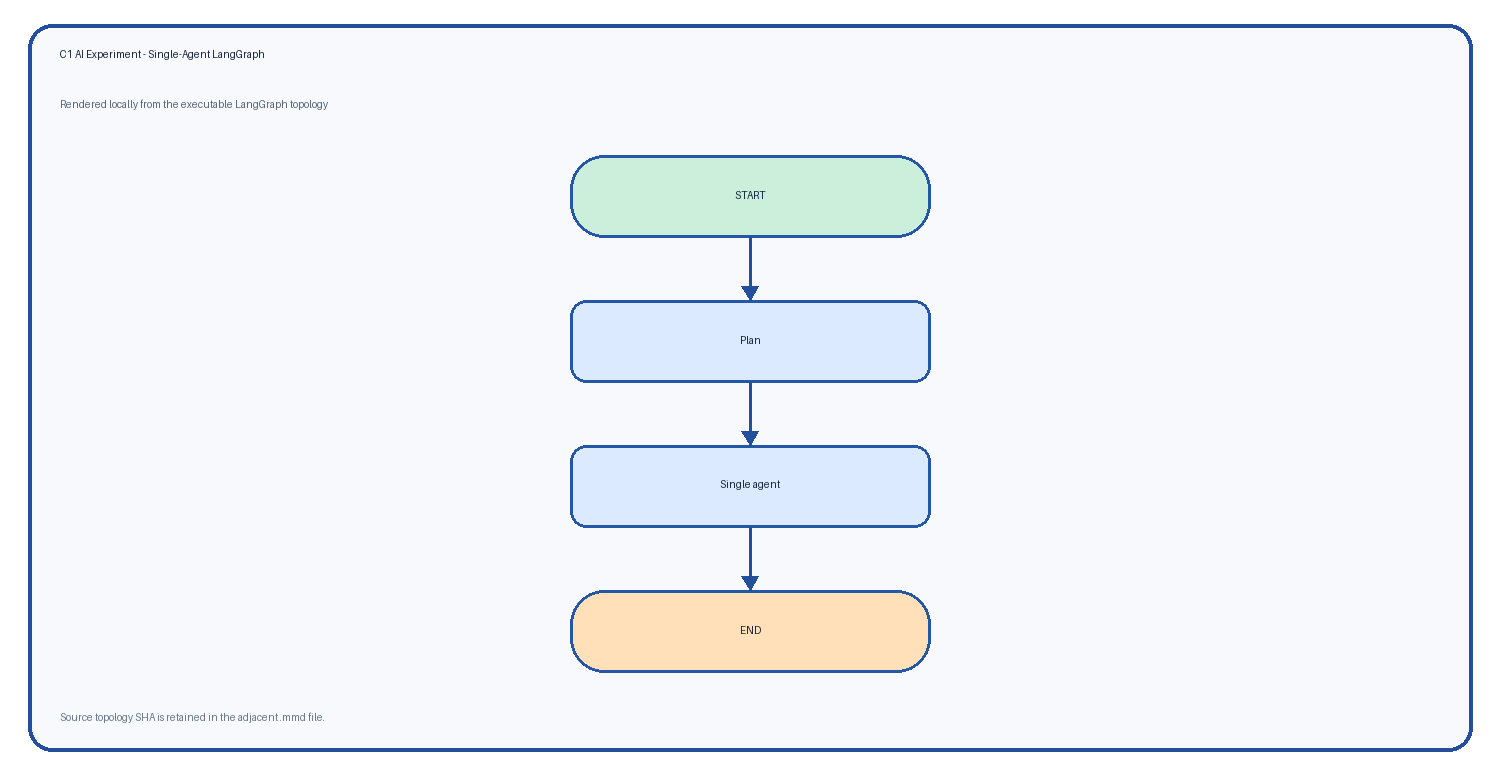 C1 AI Experiment - Single-Agent LangGraph
Rendered locally from the executable LangGraph topology
START
Plan
Single agent
END
Source topology SHA is retained in the adjacent .mmd file.